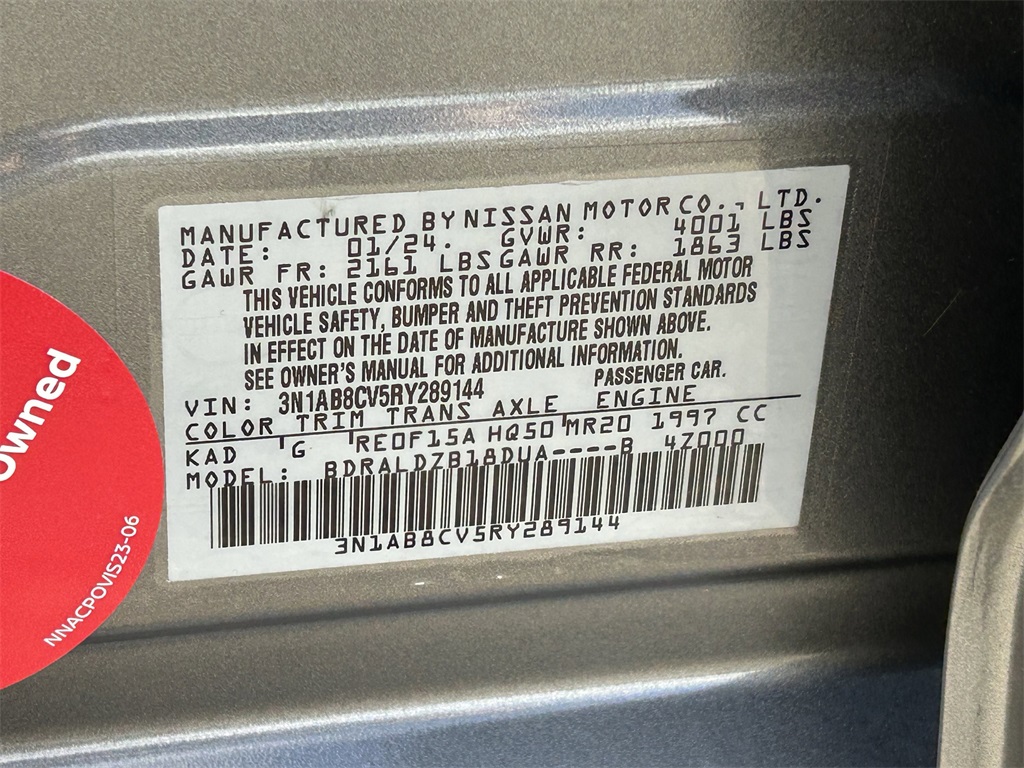 MANUFACTURED BY NISSAN MOTOR CO., LTD.
DATE: 01/24. GVWR: 4001 LBS
GAWR FR: 2161 LBS GAWR RR: 1863 LBS
THIS VEHICLE CONFORMS TO ALL APPLICABLE FEDERAL MOTOR
VEHICLE SAFETY, BUMPER AND THEFT PREVENTION STANDARDS
IN EFFECT ON THE DATE OF MANUFACTURE SHOWN ABOVE.
SEE OWNER'S MANUAL FOR ADDITIONAL INFORMATION.
PASSENGER CAR.
VIN: 3N1AB8CV5RY289144
COLOR TRIM TRANS AXLE ENGINE
KAD G RE0F15A HQ50 MR20 1997 CC
MODEL: BDRALDZB18DUA----B 4Z000
3N1AB8CV5RY289144
Owned
NNACPOVIS23-06